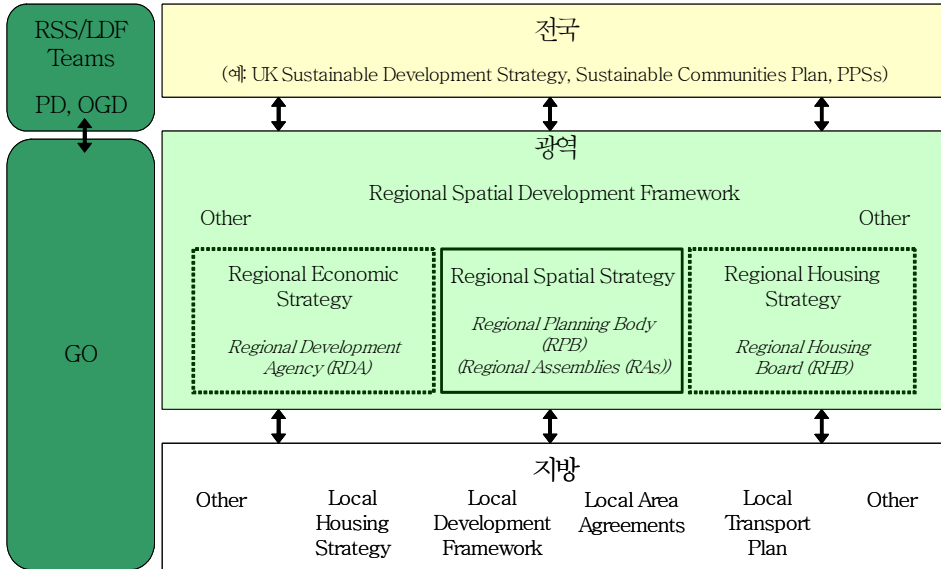 RSS/LDF
Teams
PD, OGD
GO
전국
(예: UK Sustainable Development Strategy, Sustainable Communities Plan, PPSs)
광역
Regional Spatial Development Framework
Other
Other
Regional Economic
Strategy
Regional Development
Agency (RDA)
Regional Spatial Strategy
Regional Planning Body
(RPB)
(Regional Assemblies (RAs))
Regional Housing
Strategy
Regional Housing
Board (RHB)
지방
Other
Local
Housing
Strategy
Local
Development
Framework
Local Area
Agreements
Local
Transport
Plan
Other